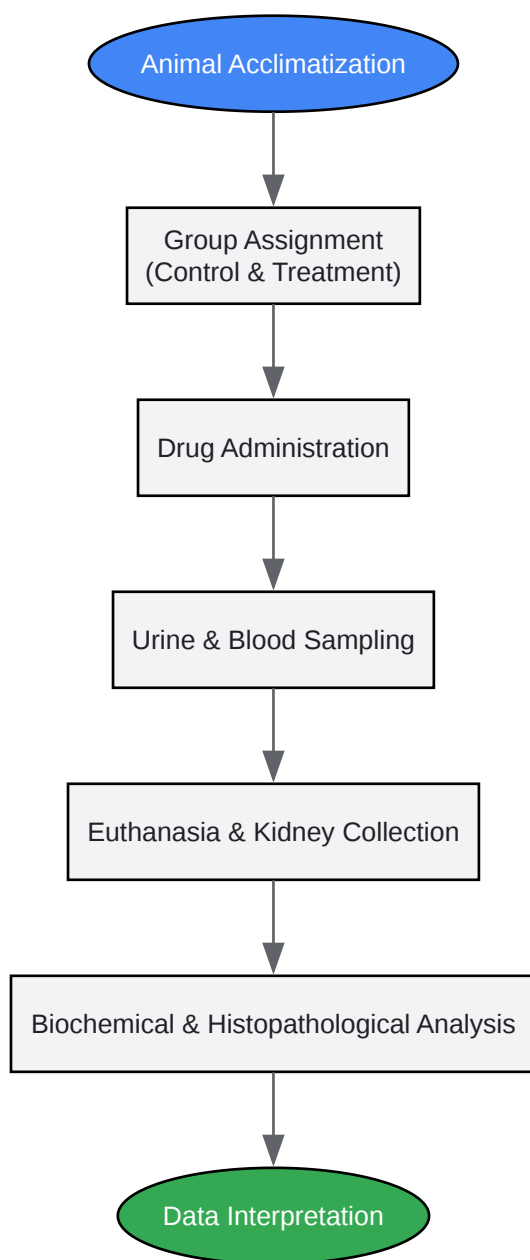 Animal Acclimatization
Group Assignment
(Control & Treatment)
Drug Administration
Urine & Blood Sampling
Euthanasia & Kidney Collection
Biochemical & Histopathological Analysis
Data Interpretation